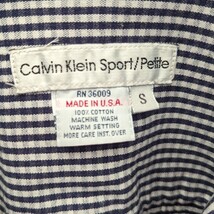 Calvin Klein Sport/Petite
RN 36009
MADE IN U.S.A.
100% COTTON
MACHINE WASH
WARM SETTING
MORE CARE INST. OVER
S